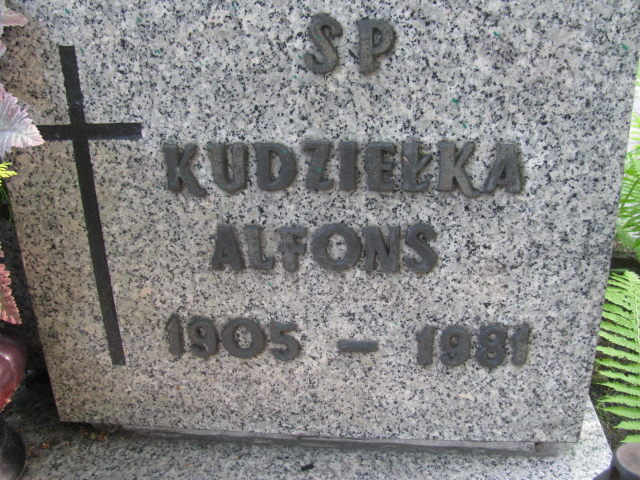 SP
KUDZIEŁKA
ALFONS
1905 - 1981